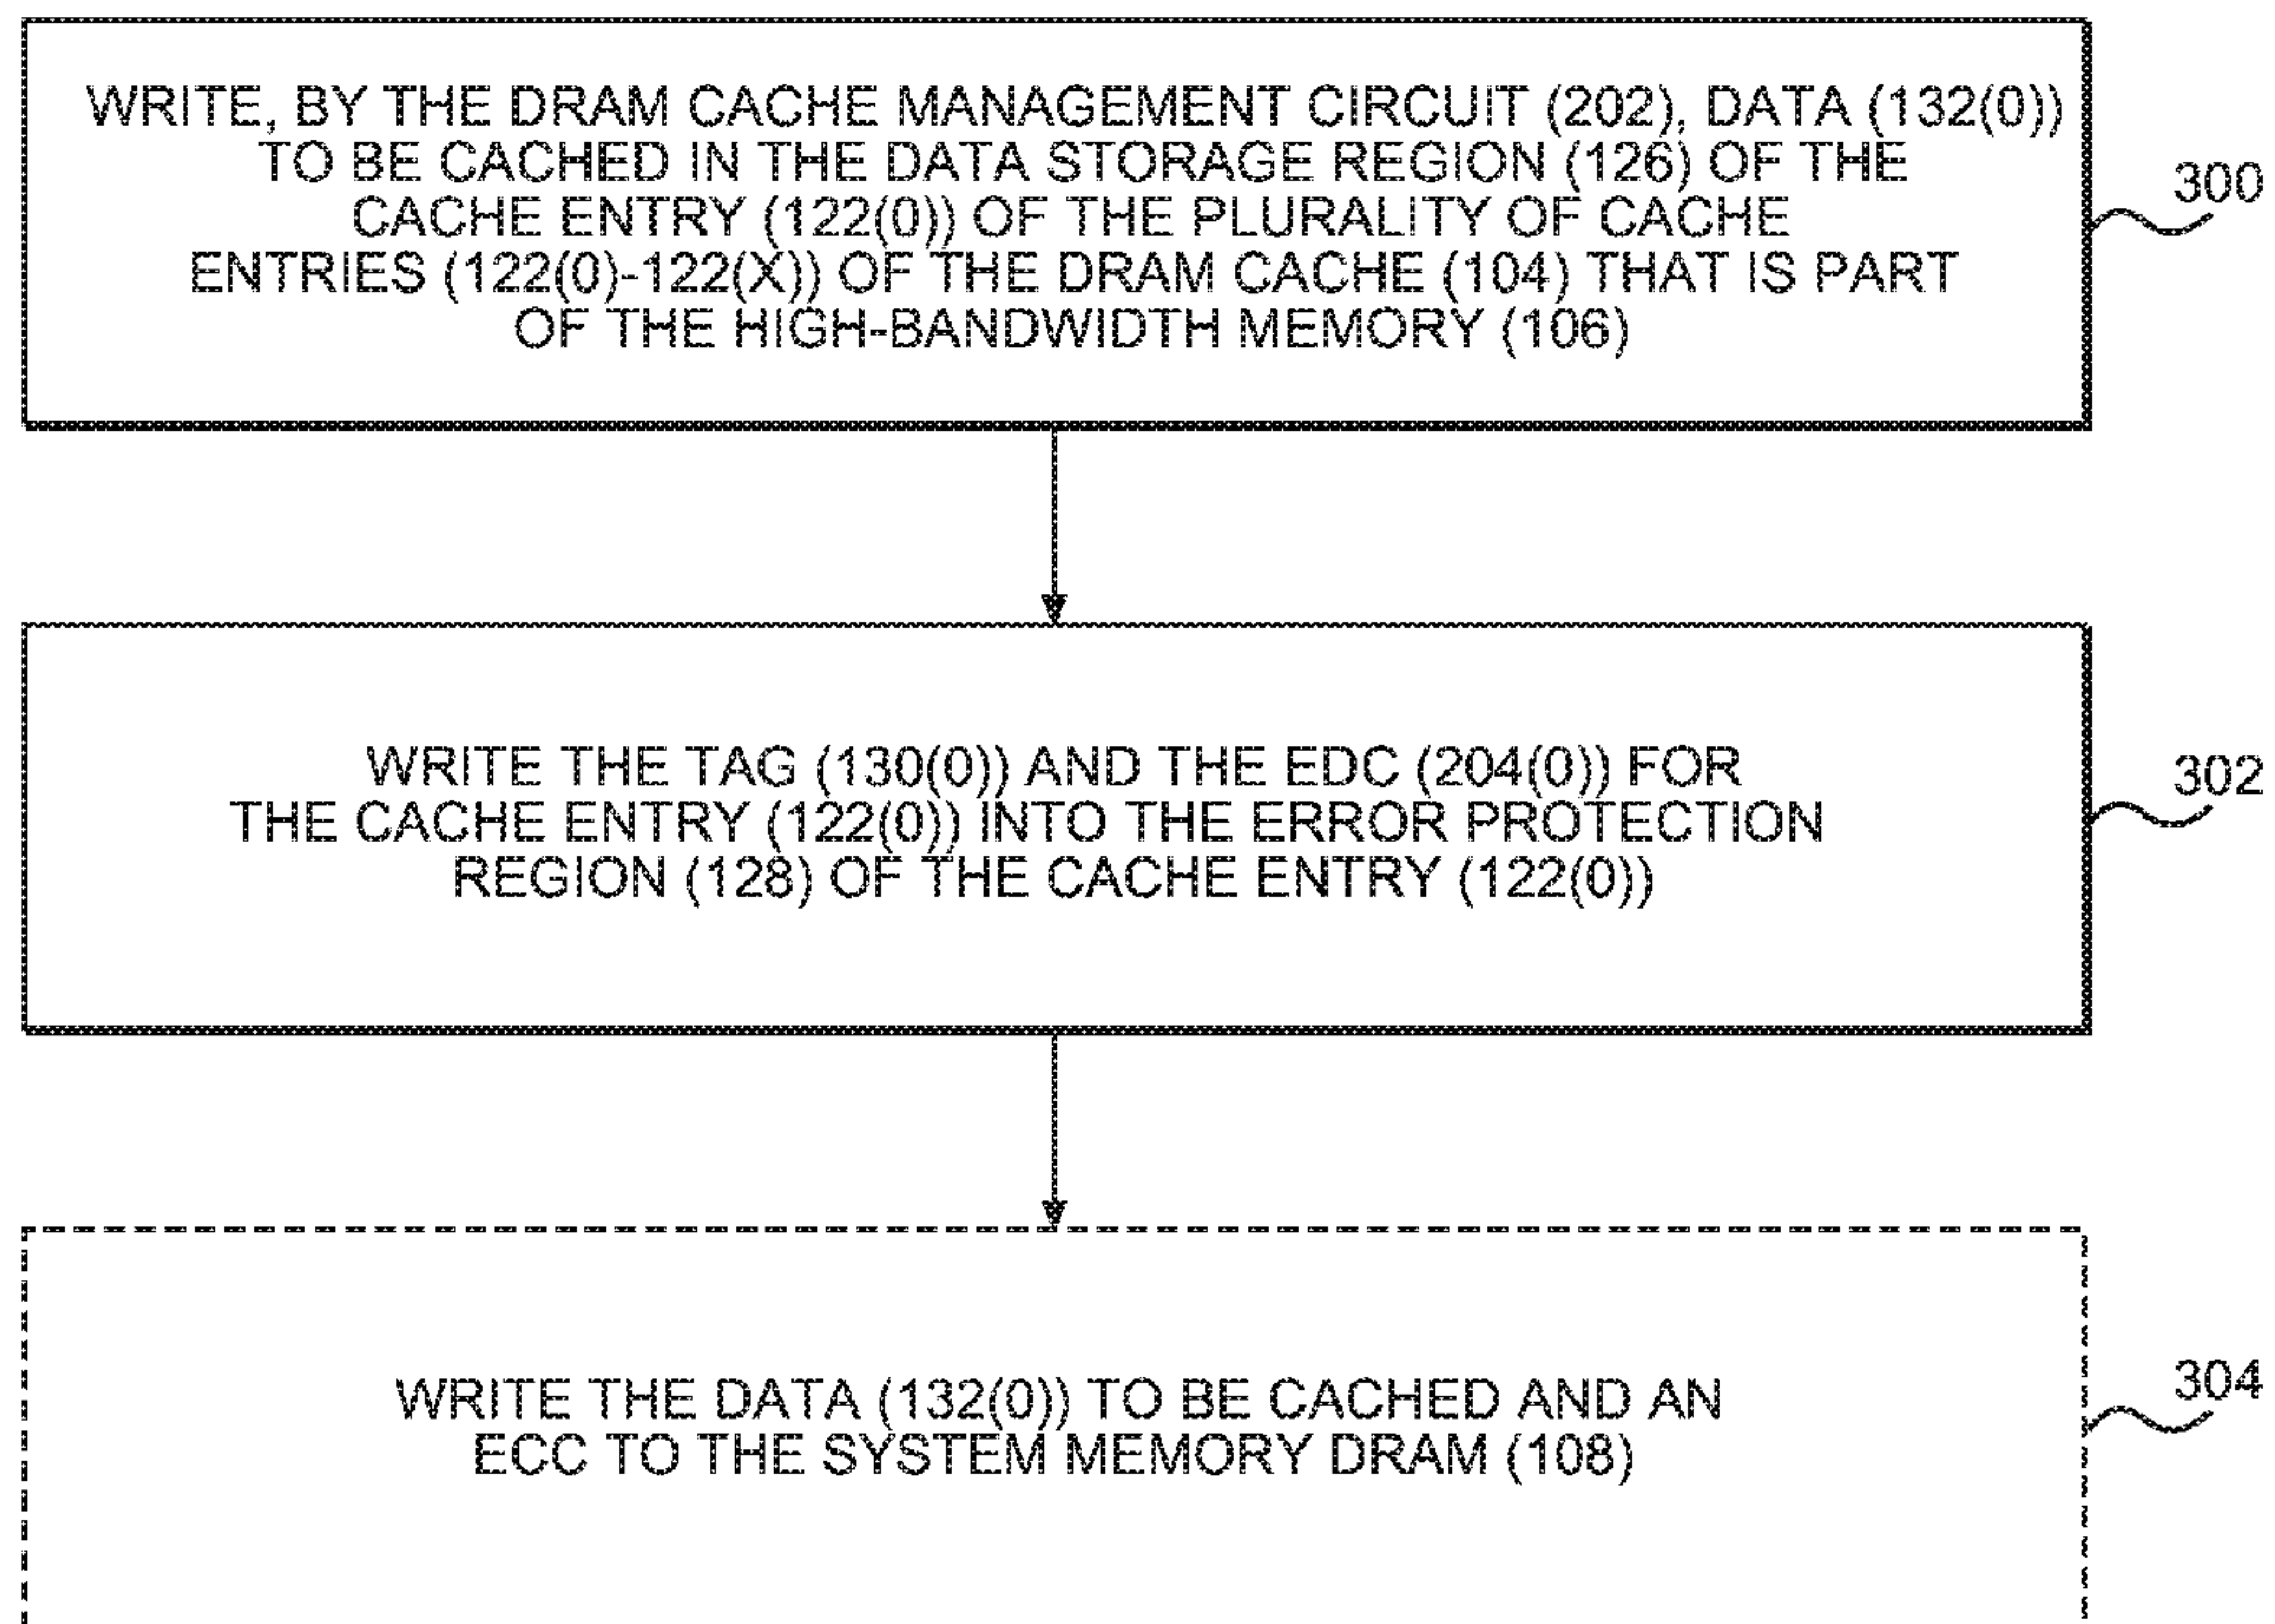 WRITE, BY THE DRAM CACHE MANAGEMENT CIRCUIT (202), DATA (132(0))
TO BE CACHED IN THE DATA STORAGE REGION (126) OF THE
CACHE ENTRY (122(0)) OF THE PLURALITY OF CACHE
ENTRIES (122(0)-122(X)) OF THE DRAM CACHE (104) THAT IS PART
OF THE HIGH-BANDWIDTH MEMORY (106)
300
WRITE THE TAG (130(0)) AND THE EDC (204(0)) FOR
THE CACHE ENTRY (122(0)) INTO THE ERROR PROTECTION
REGION (128) OF THE CACHE ENTRY (122(0))
302
WRITE THE DATA (132(0)) TO BE CACHED AND AN
ECC TO THE SYSTEM MEMORY DRAM (108)
304